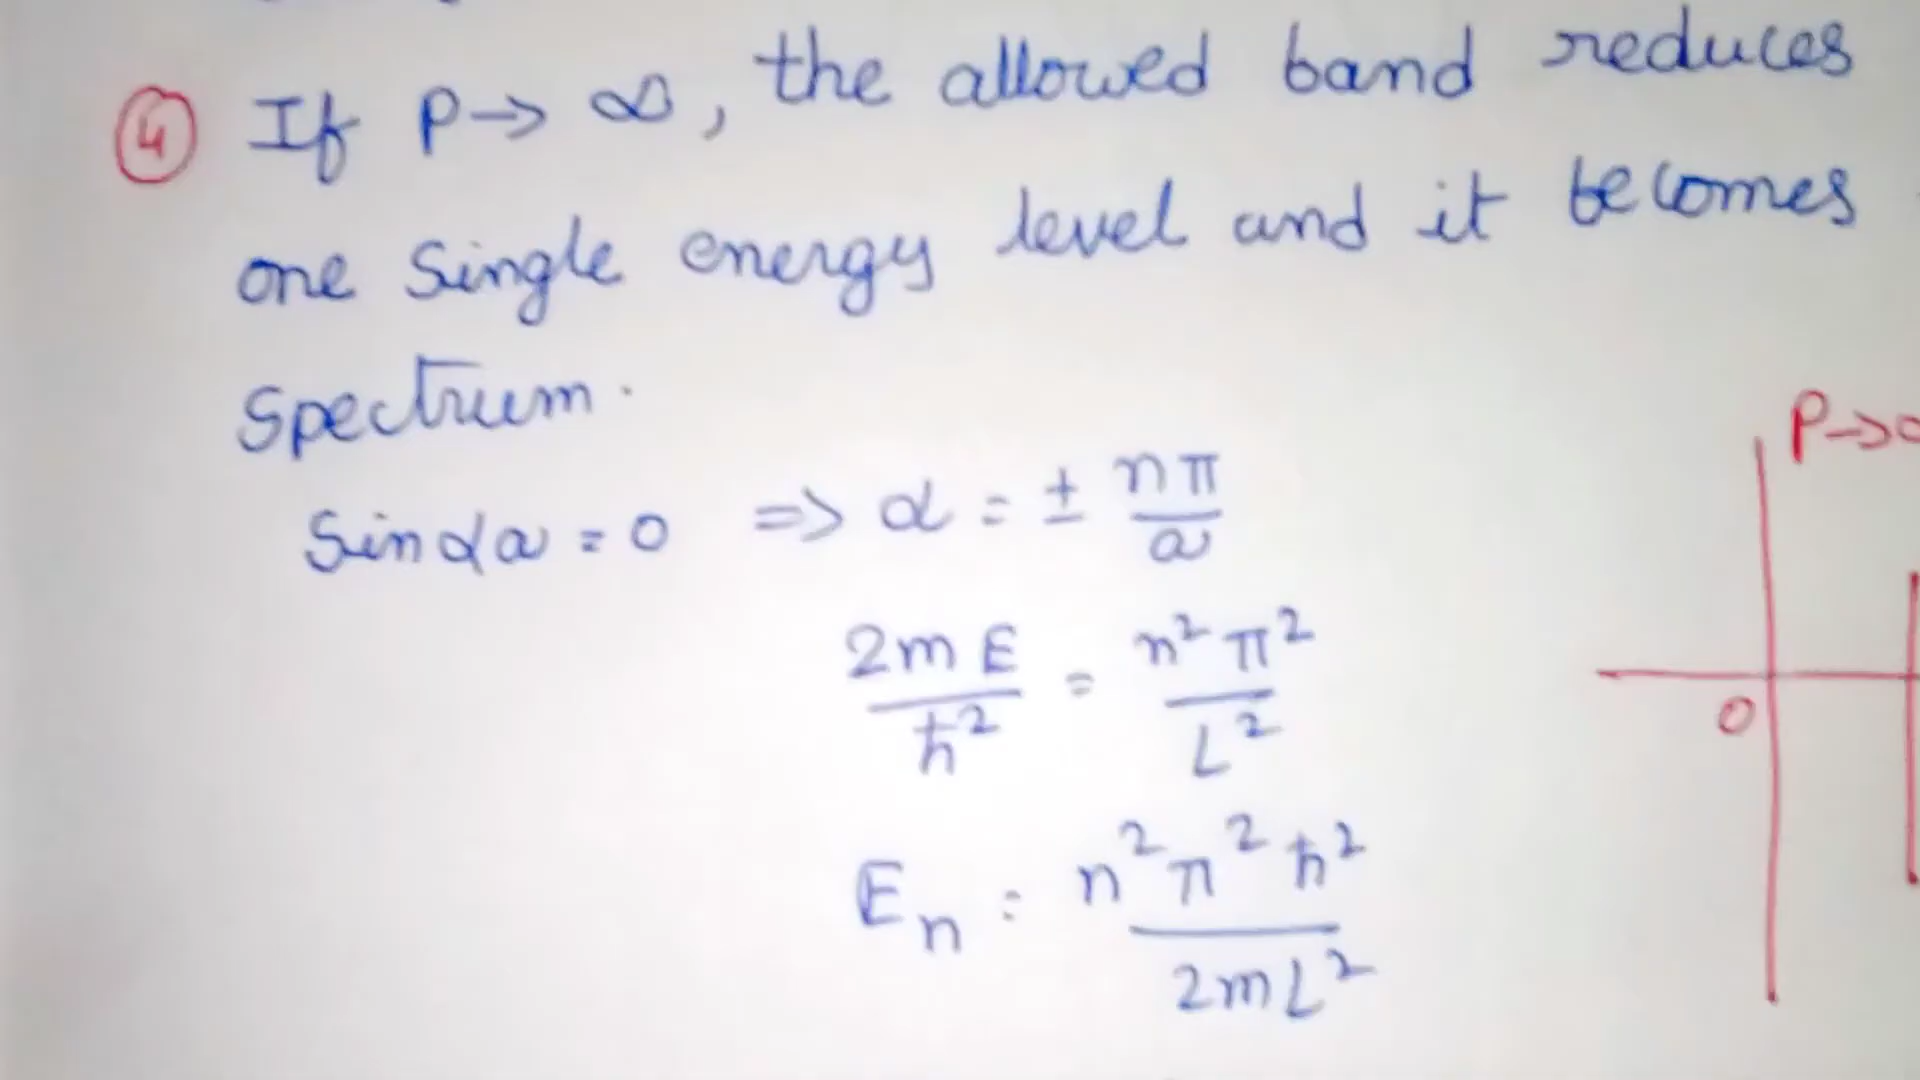 ④ If P→ ∞, the allowed band reduces
one single energy level and it becomes
spectrum.
Sin αa = 0 => α = ± nπ/a
2mE/ħ² = n²π²/L²
Eₙ = n²π²ħ²/2mL²
P→
0